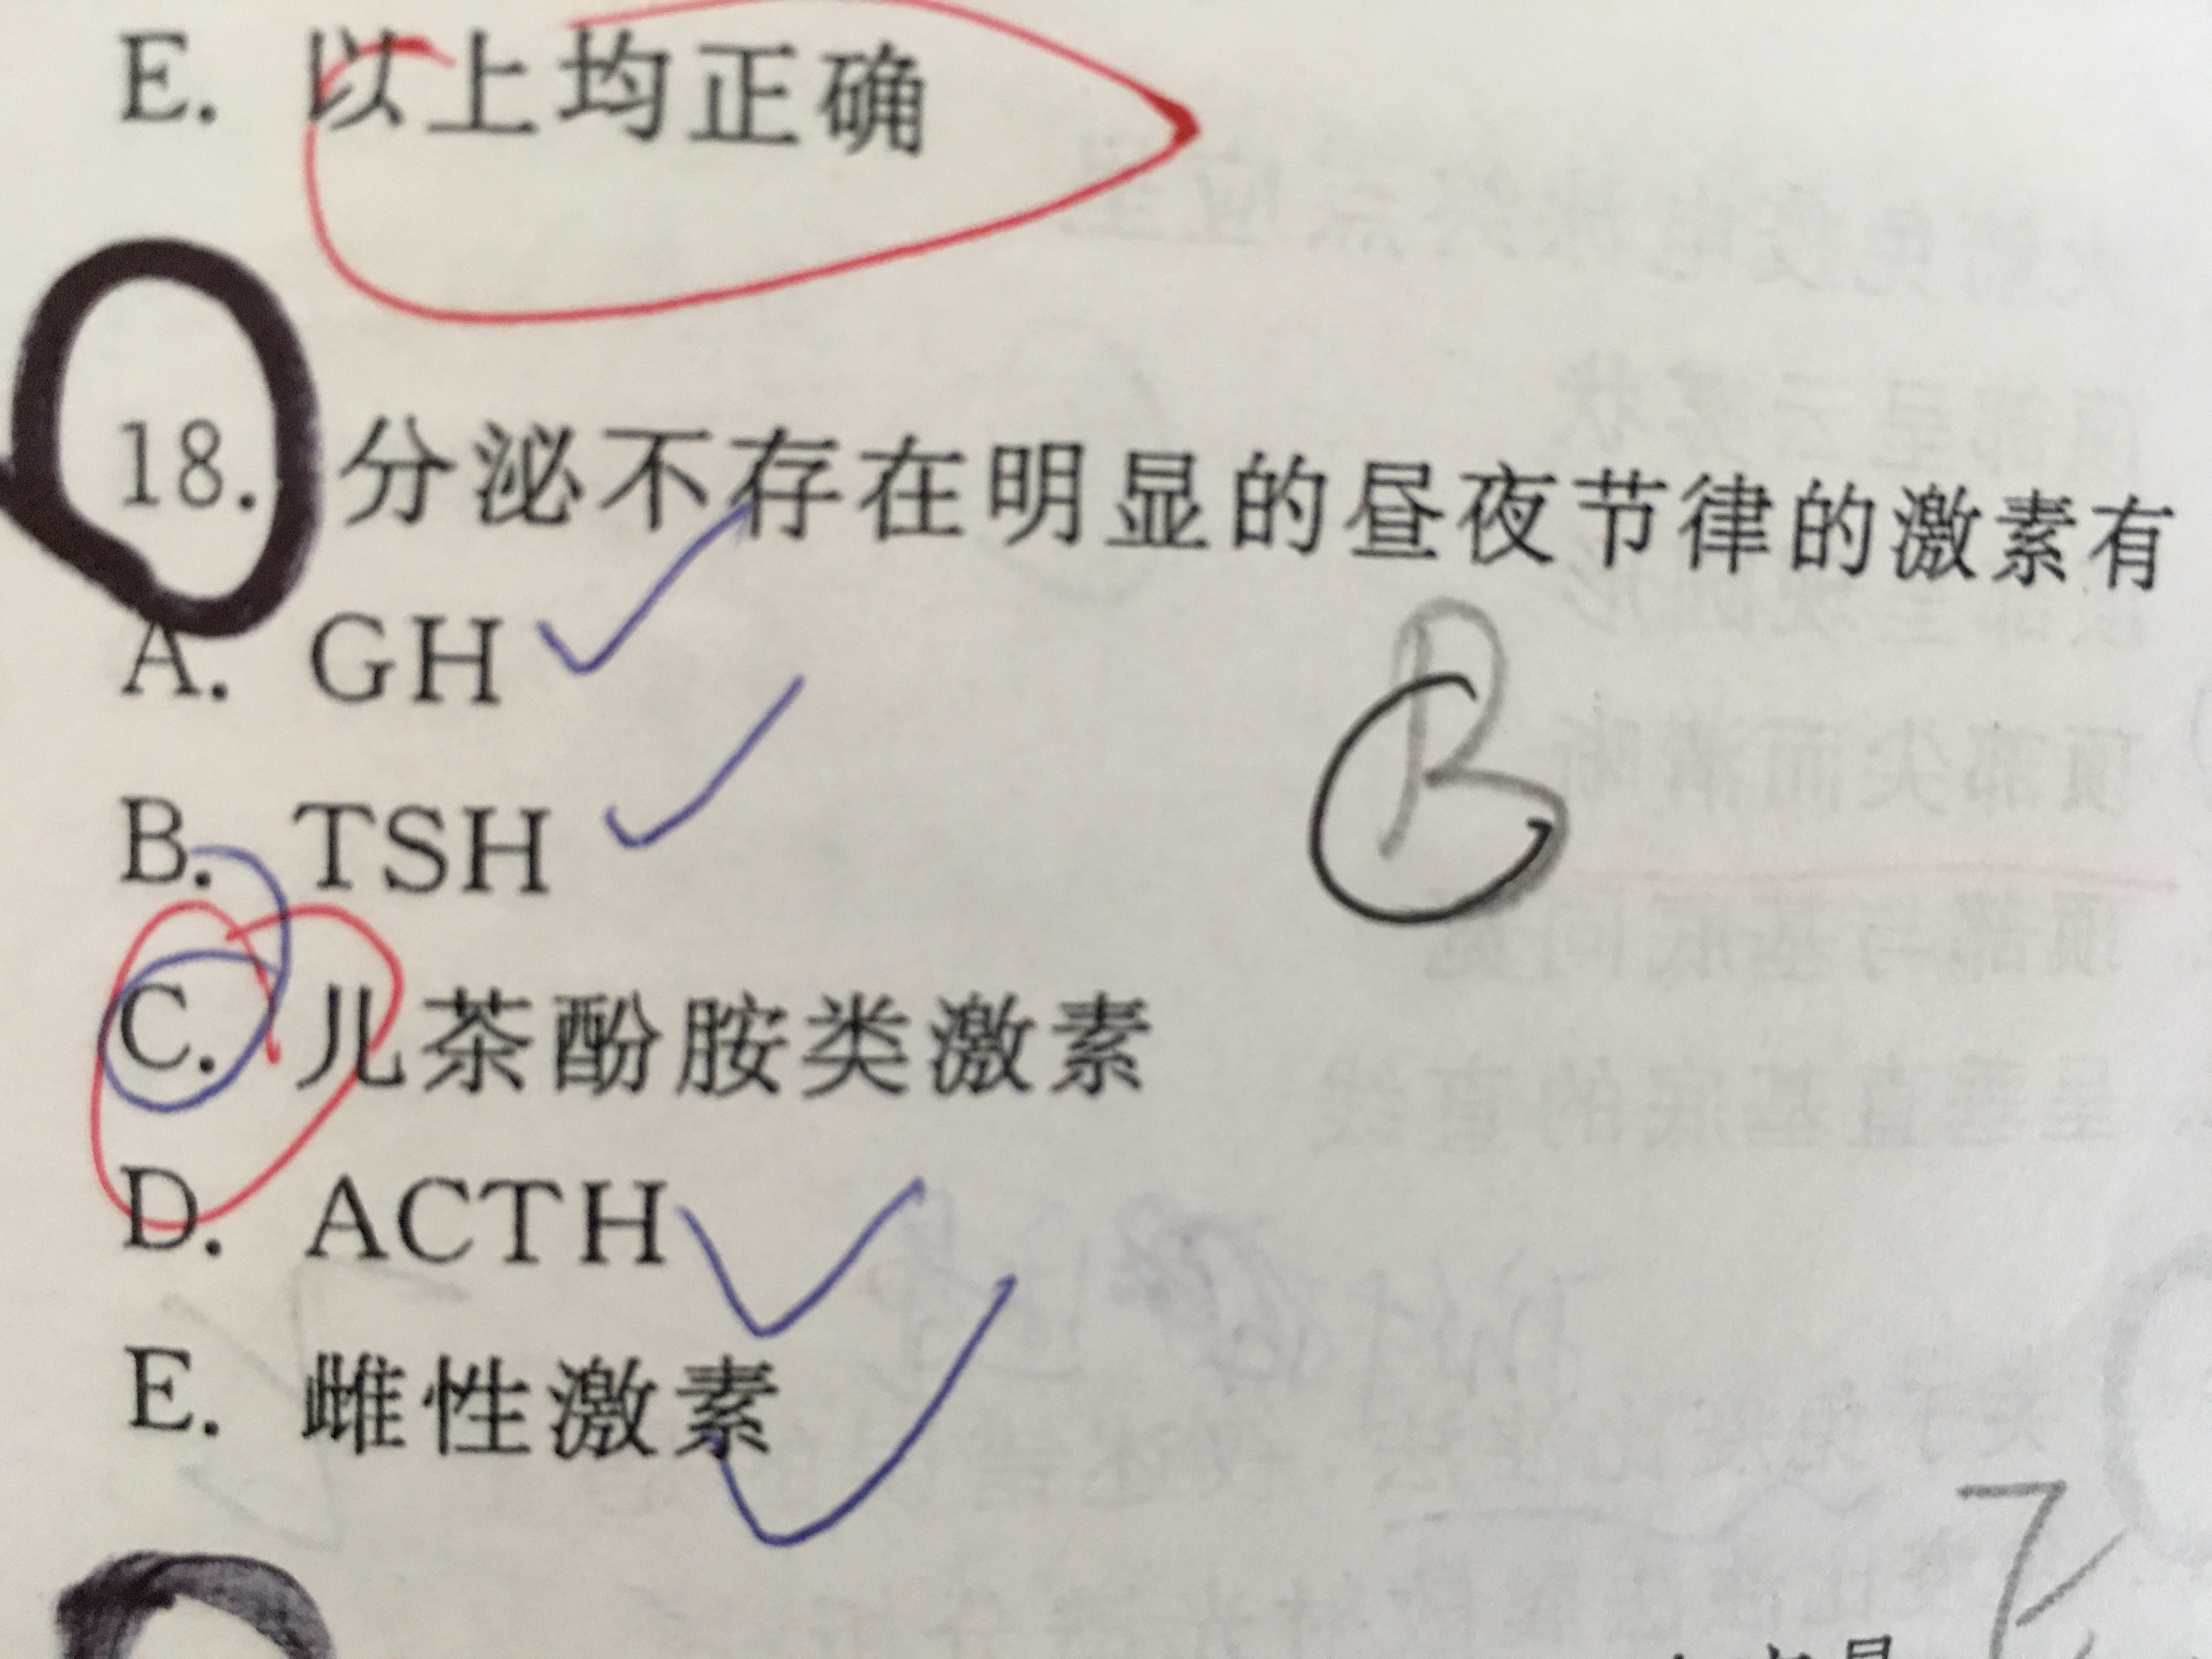 E. 以上均正确
18. 分泌不存在明显的昼夜节律的激素有
A. GH
B. TSH
B
C. 儿茶酚胺类激素
D. ACTH
E. 雌性激素